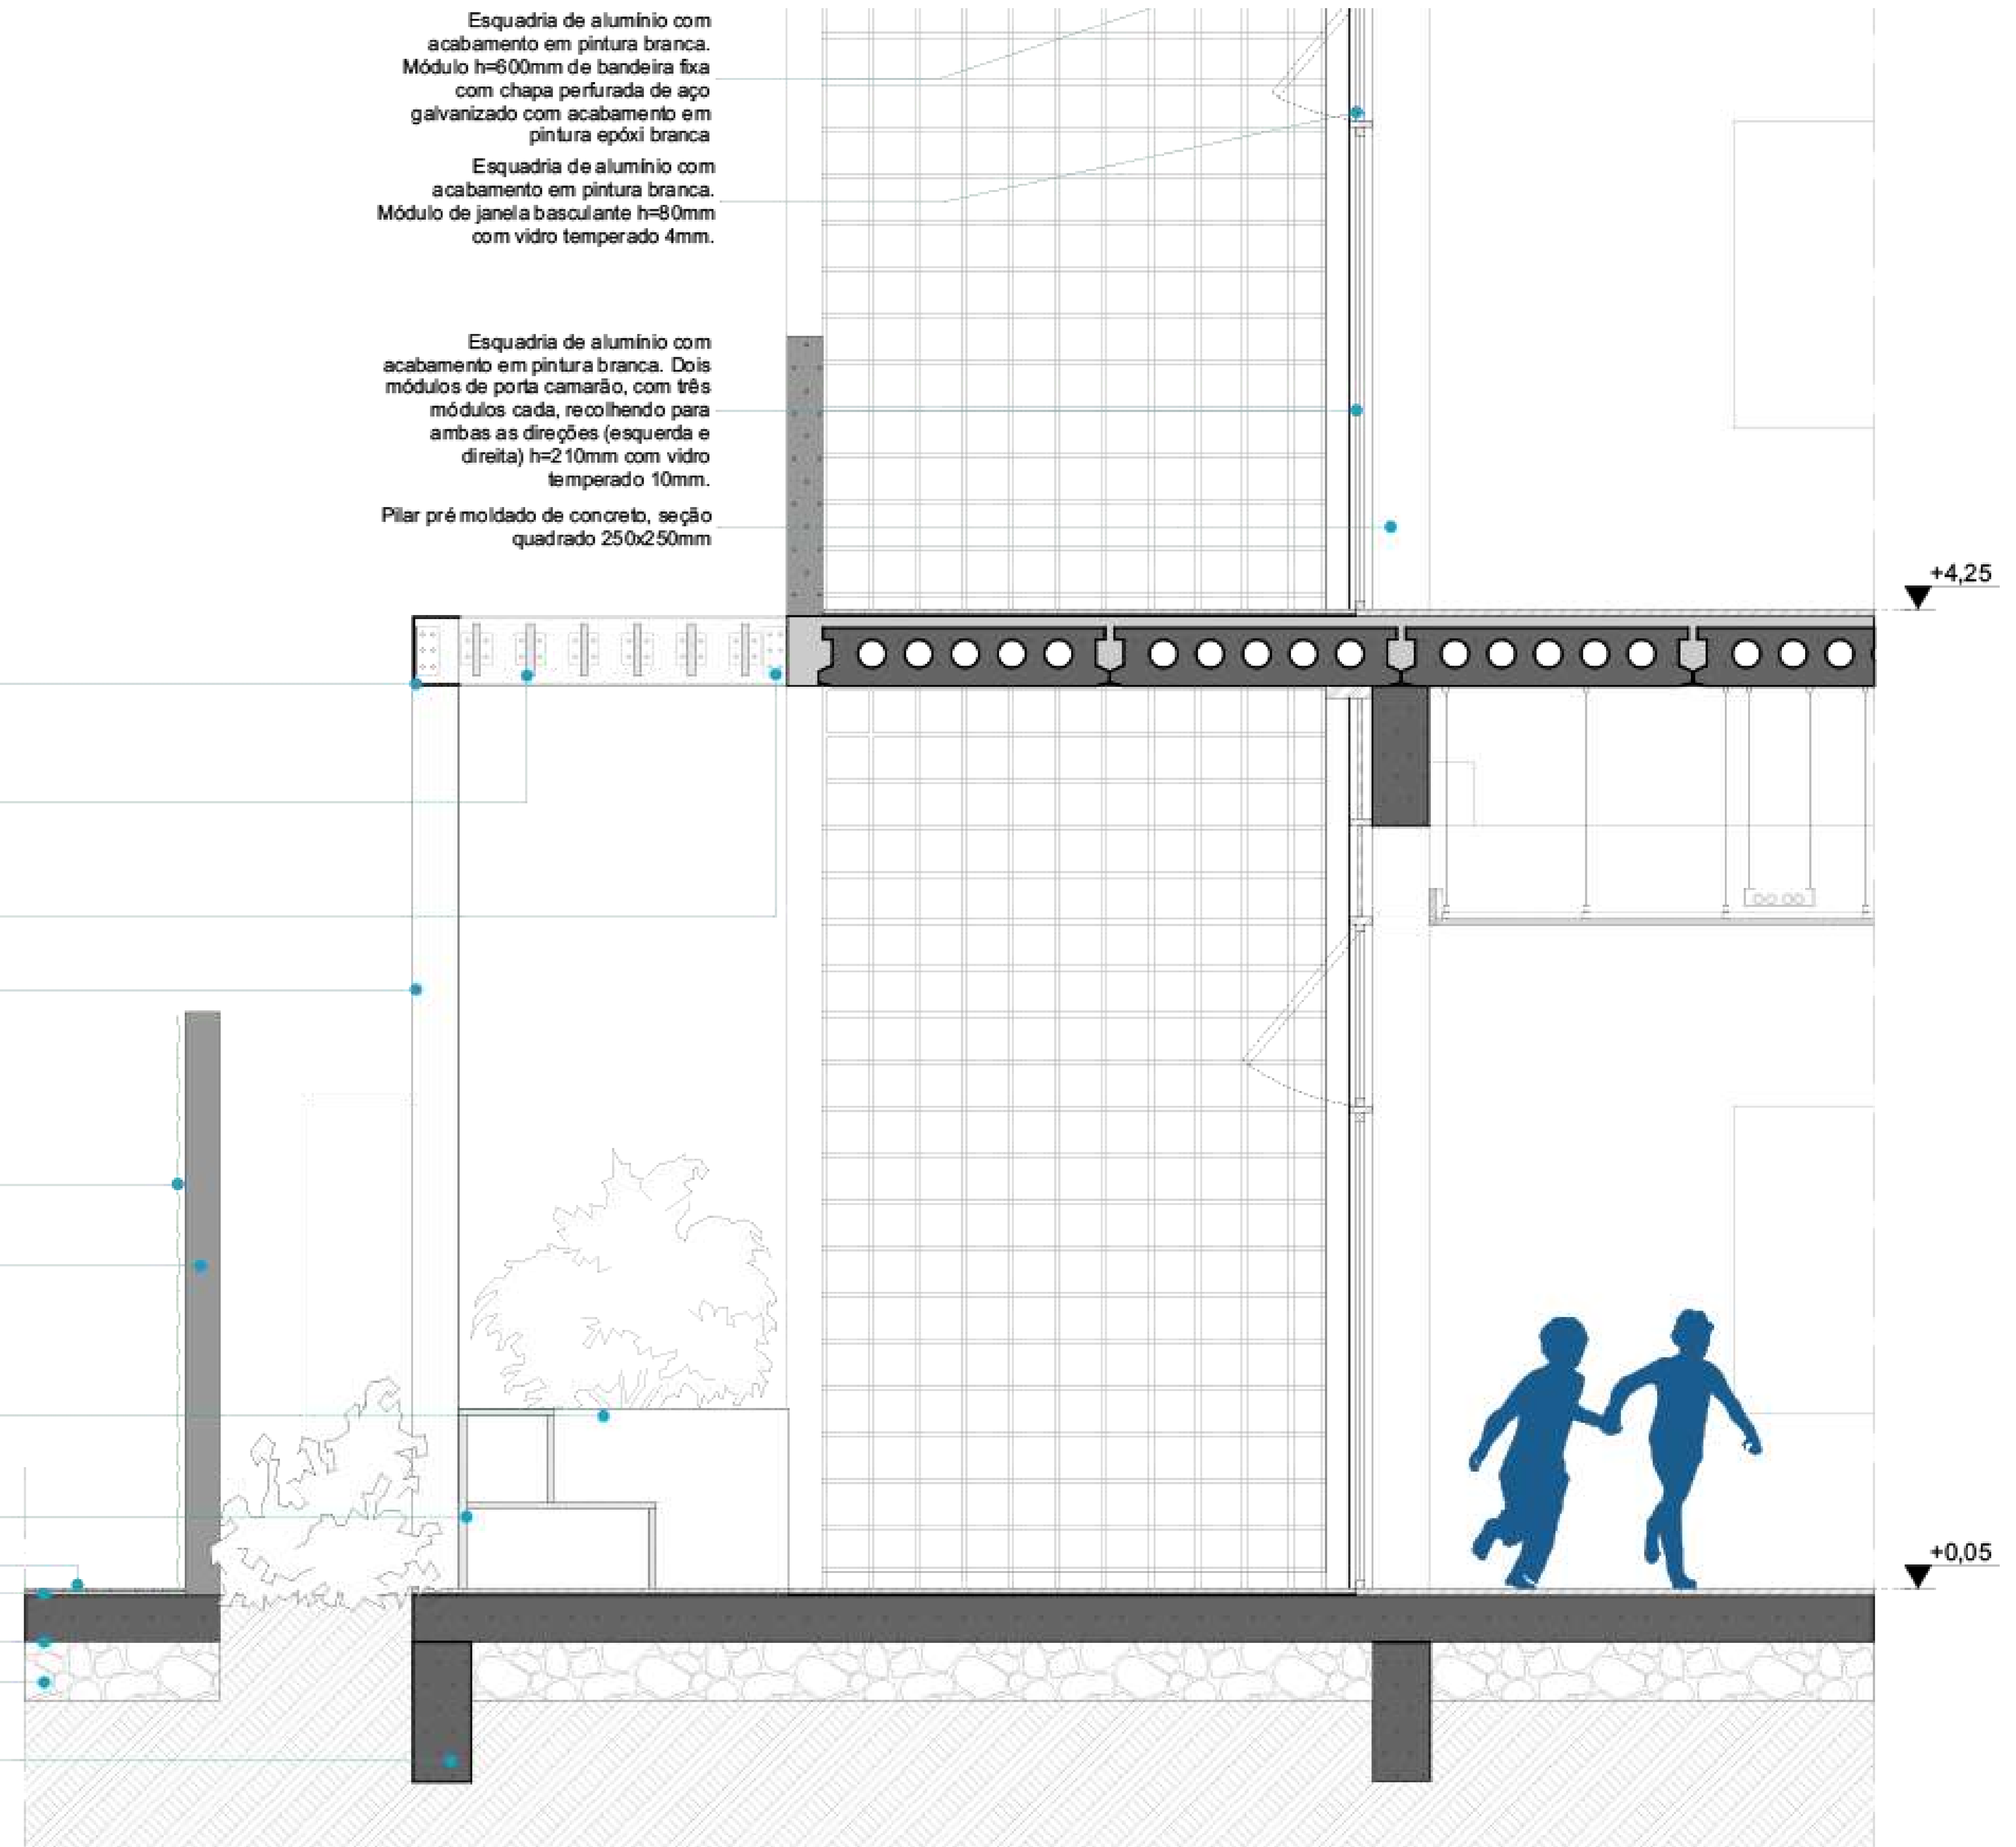 Esquadria de alumínio com
acabamento em pintura branca.
Módulo h=600mm de bandeira fixa
com chapa perfurada de aço
galvanizado com acabamento em
pintura epóxi branca
Esquadria de alumínio com
acabamento em pintura branca.
Módulo de janela basculante h=80mm
com vidro temperado 4mm.
Esquadria de alumínio com
acabamento em pintura branca. Dois
módulos de porta camarão, com três
módulos cada, recolhendo para
ambas as direções (esquerda e
direita) h=210mm com vidro
temperado 10mm.
Pilar pré moldado de concreto, seção
quadrado 250x250mm
+4,25
+0,05